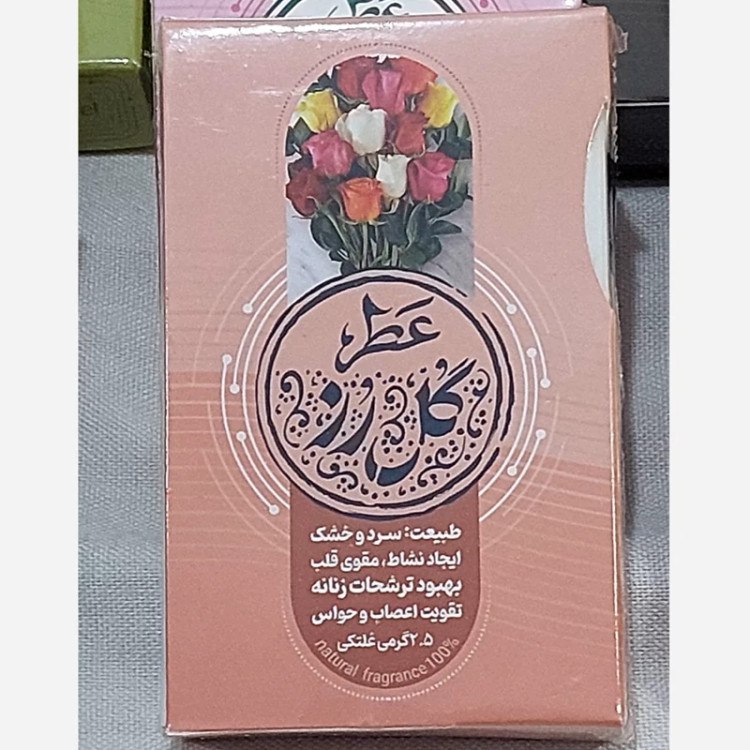 عطر
عطر
گل رُز
طبیعت: سرد و خشک
ایجاد نشاط، مقوی قلب
بهبود ترشحات زنانه
تقویت اعصاب و حواس
۲.۵ گرمی غلتکی
natural fragrance 100%